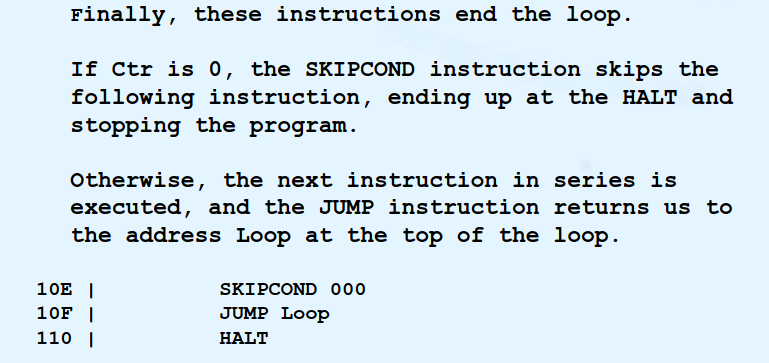 Finally, these instructions end the loop.
If Ctr is 0, the SKIPCOND instruction skips the
following instruction, ending up at the HALT and
stopping the program.
Otherwise, the next instruction in series is
executed, and the JUMP instruction returns us to
the address Loop at the top of the loop.
10E | SKIPCOND 000
10F | JUMP Loop
110 | HALT